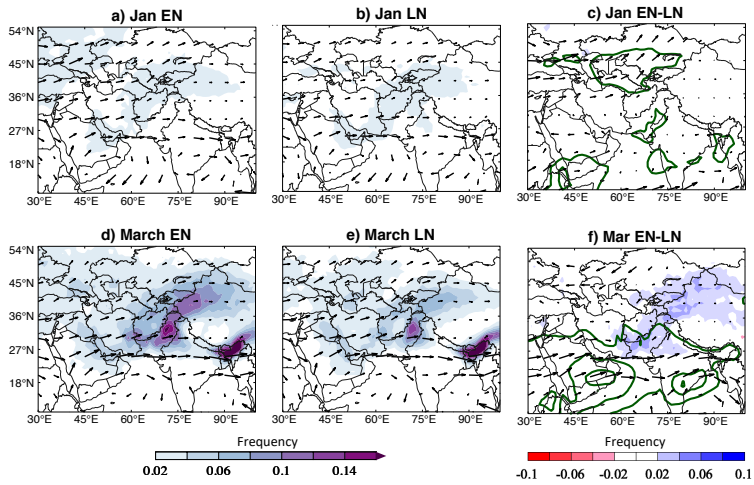 a) Jan EN
b) Jan LN
c) Jan EN-LN
54°N
45°N
36°N
27°N
18°N
30°E 45°E 60°E 75°E 90°E
30°E 45°E 60°E 75°E 90°E
30°E 45°E 60°E 75°E 90°E
d) March EN
e) March LN
f) Mar EN-LN
54°N
45°N
36°N
27°N
18°N
30°E 45°E 60°E 75°E 90°E
30°E 45°E 60°E 75°E 90°E
30°E 45°E 60°E 75°E 90°E
Frequency
0.02 0.06 0.1 0.14
Frequency
-0.1 -0.06 -0.02 0.02 0.06 0.1